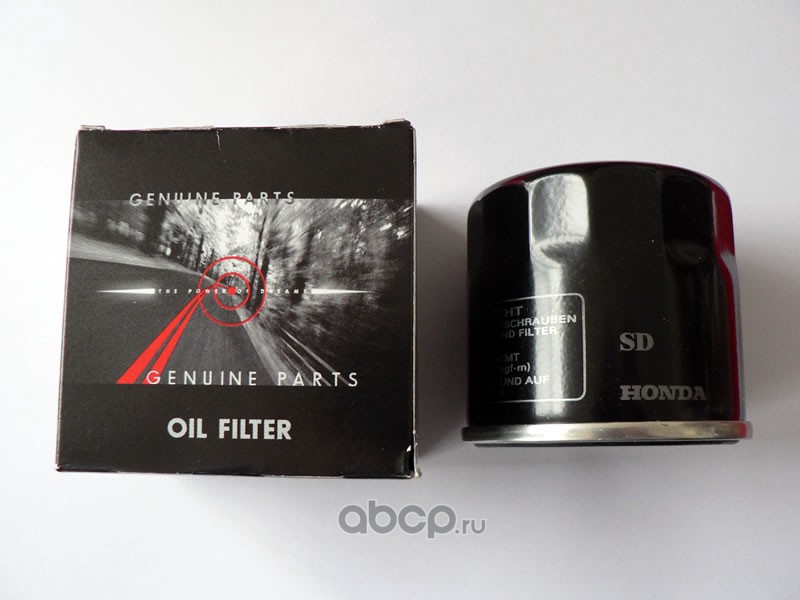 GENUINE PARTS
THE POWER OF DREAMS
GENUINE PARTS
OIL FILTER
SCHRAUBEN
ND FILTER
MT
gf-m)
UND AUF
SD
HONDA
abcp.ru